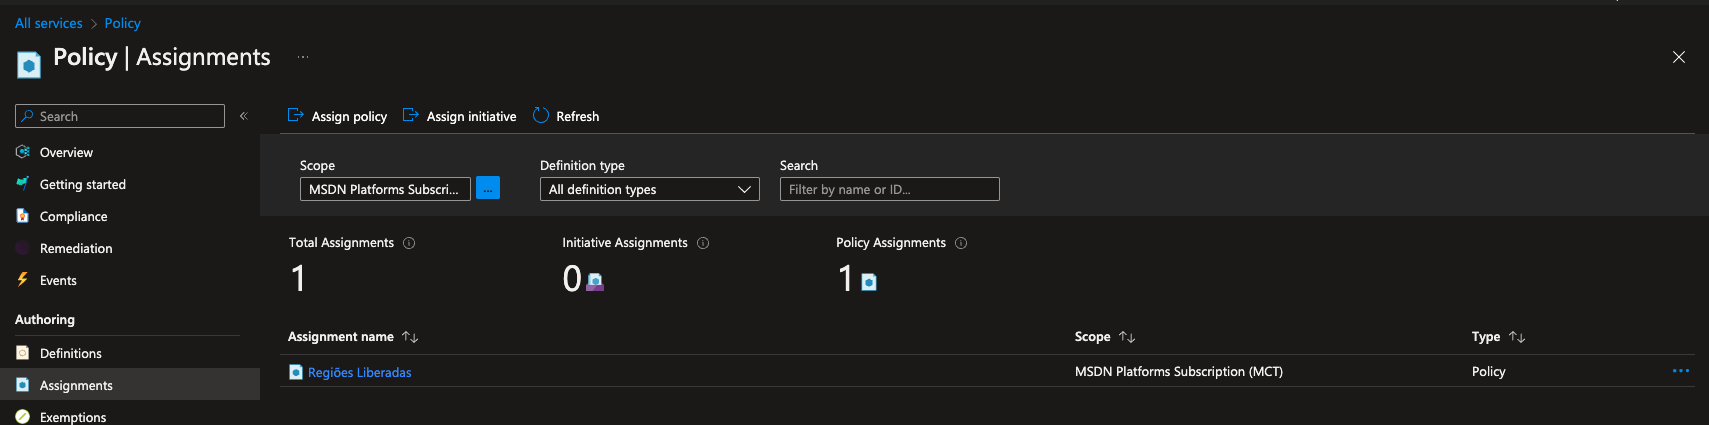 All services > Policy
Policy | Assignments ...
Search «
Assign policy Assign initiative Refresh
Overview
Getting started
Compliance
Remediation
Events
Authoring
Definitions
Assignments
Exemptions
Scope Definition type Search
MSDN Platforms Subscri... ... All definition types Filter by name or ID...
Total Assignments Initiative Assignments Policy Assignments
1 0 1
Assignment name ↑↓ Scope ↑↓ Type ↑↓
Regiões Liberadas MSDN Platforms Subscription (MCT) Policy ...